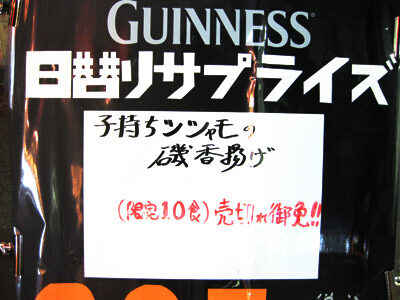 GUINNESS
日替りサプライズ
子持ちシシャモの
磯香揚げ
(限定10食)売切れ御免!!